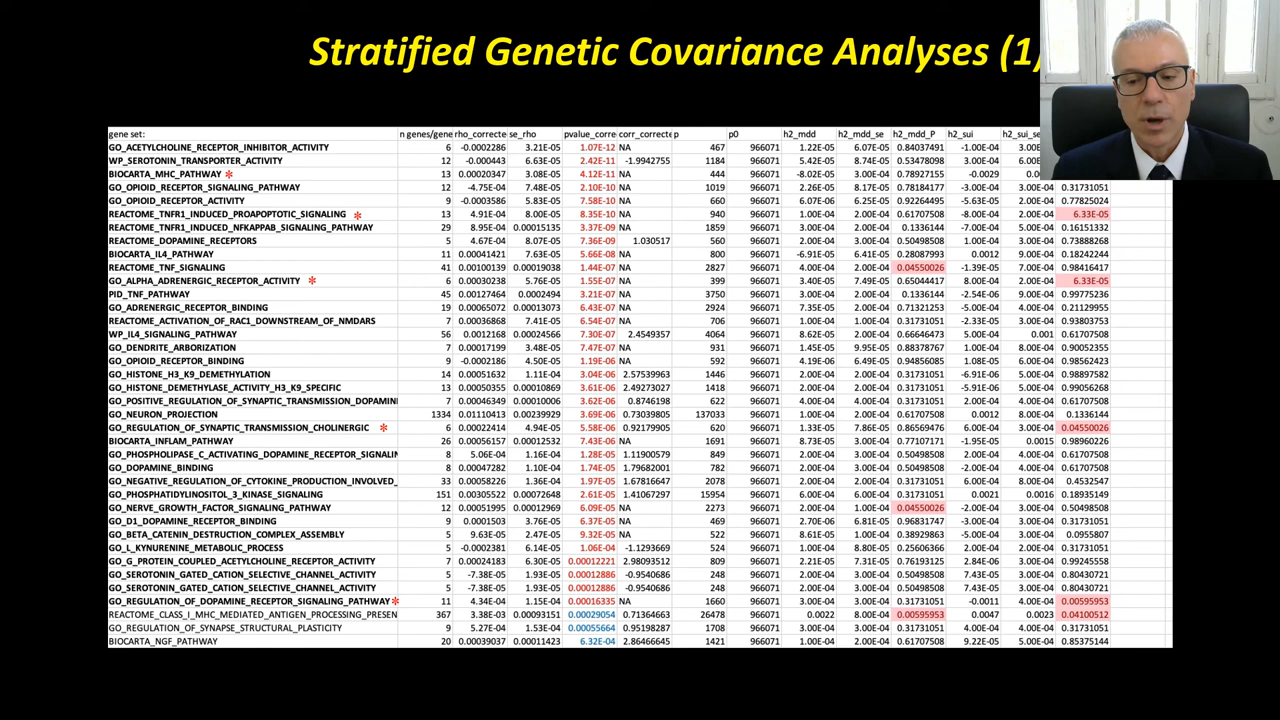 Stratified Genetic Covariance Analyses (1/
gene set: n genes/gene rho_correcte se_rho pvalue_corre corr_correcte p p0 h2_mdd h2_mdd_se h2_mdd_P h2_sui h2_sui_se
GO_ACETYLCHOLINE_RECEPTOR_INHIBITOR_ACTIVITY 6 -0.0002286 3.21E-05 1.07E-12 NA 467 966071 1.22E-05 6.07E-05 0.84037491 -1.00E-04 3.00E-04
WP_SEROTONIN_TRANSPORTER_ACTIVITY 12 -0.000443 6.63E-05 2.42E-11 -1.9942755 1184 966071 5.42E-05 8.74E-05 0.53478098 -3.00E-04 6.00E-04
BIOCARTA_MHC_PATHWAY * 13 0.00020347 3.08E-05 4.12E-11 NA 444 966071 -8.02E-05 3.00E-04 0.78927155 -0.0029 0.0
GO_OPIOID_RECEPTOR_SIGNALING_PATHWAY 12 -4.75E-04 7.48E-05 2.10E-10 NA 1019 966071 2.26E-05 8.17E-05 0.78184177 -3.00E-04 3.00E-04 0.31731051
GO_OPIOID_RECEPTOR_ACTIVITY 9 -0.0003586 5.83E-05 7.58E-10 NA 660 966071 6.07E-06 6.25E-05 0.92264495 -5.63E-05 2.00E-04 0.77825024
REACTOME_TNFR1_INDUCED_PROAPOPTOTIC_SIGNALING * 13 4.91E-04 8.00E-05 8.35E-10 NA 940 966071 1.00E-04 2.00E-04 0.61707508 -8.00E-04 2.00E-04 6.33E-05
REACTOME_TNFR1_INDUCED_NFKAPPAB_SIGNALING_PATHWAY 29 8.95E-04 0.00015135 3.37E-09 NA 1859 966071 3.00E-04 2.00E-04 0.1336144 -7.00E-04 5.00E-04 0.16151332
REACTOME_DOPAMINE_RECEPTORS 5 4.67E-04 8.07E-05 7.36E-09 1.030517 560 966071 2.00E-04 3.00E-04 0.50498508 1.00E-04 3.00E-04 0.73888268
BIOCARTA_IL4_PATHWAY 11 0.00041421 7.63E-05 5.66E-08 NA 800 966071 -6.91E-05 6.41E-05 0.28087993 0.0012 9.00E-04 0.18242244
REACTOME_TNF_SIGNALING 41 0.00100139 0.00019038 1.44E-07 NA 2827 966071 4.00E-04 2.00E-04 0.04550026 -1.39E-05 7.00E-04 0.98416417
GO_ALPHA_ADRENERGIC_RECEPTOR_ACTIVITY * 6 0.00030238 5.76E-05 1.55E-07 NA 399 966071 3.40E-05 7.49E-05 0.65044417 8.00E-04 2.00E-04 6.33E-05
PID_TNF_PATHWAY 45 0.00127464 0.0002494 3.21E-07 NA 3750 966071 3.00E-04 2.00E-04 0.1336144 -2.54E-06 9.00E-04 0.99775236
GO_ADRENERGIC_RECEPTOR_BINDING 19 0.00065072 0.00013073 6.43E-07 NA 2924 966071 7.35E-05 2.00E-04 0.71321253 -5.00E-04 4.00E-04 0.21129955
REACTOME_ACTIVATION_OF_RAC1_DOWNSTREAM_OF_NMDARS 7 0.00036868 7.41E-05 6.54E-07 NA 706 966071 1.00E-04 1.00E-04 0.31731051 -2.33E-05 3.00E-04 0.93803753
WP_IL4_SIGNALING_PATHWAY 56 0.0012168 0.00024566 7.30E-07 2.4549357 4064 966071 8.62E-05 2.00E-04 0.66646473 5.00E-04 0.001 0.61707508
GO_DENDRITE_ARBORIZATION 7 0.00017199 3.48E-05 7.47E-07 NA 931 966071 1.45E-05 9.95E-05 0.88378767 1.00E-04 8.00E-04 0.90052355
GO_OPIOID_RECEPTOR_BINDING 9 -0.0002186 4.50E-05 1.19E-06 NA 592 966071 4.19E-06 6.49E-05 0.94856085 1.08E-05 6.00E-04 0.98562423
GO_HISTONE_H3_K9_DEMETHYLATION 14 0.00051632 1.11E-04 3.04E-06 2.57539963 1446 966071 2.00E-04 2.00E-04 0.31731051 -6.91E-06 5.00E-04 0.98897258
GO_HISTONE_DEMETHYLASE_ACTIVITY_H3_K9_SPECIFIC 13 0.00050355 0.00010869 3.61E-06 2.49273027 1418 966071 2.00E-04 2.00E-04 0.31731051 -5.91E-06 5.00E-04 0.99056892
GO_POSITIVE_REGULATION_OF_SYNAPTIC_TRANSMISSION_DOPAMIN 7 0.00046349 0.00010006 3.62E-06 0.8746198 622 966071 4.00E-04 4.00E-04 0.31731051 2.00E-04 4.00E-04 0.61707508
GO_NEURON_PROJECTION 1334 0.01110413 0.00239929 3.69E-06 0.73039805 137033 966071 1.00E-04 2.00E-04 0.61707508 0.0012 8.00E-04 0.1336144
GO_REGULATION_OF_SYNAPTIC_TRANSMISSION_CHOLINERGIC * 6 0.00022414 4.94E-05 5.58E-06 0.92179905 620 966071 1.33E-05 7.86E-05 0.86569476 6.00E-04 3.00E-04 0.04550026
BIOCARTA_INFLAM_PATHWAY 26 0.00056157 0.00012532 7.43E-06 NA 1691 966071 8.73E-05 3.00E-04 0.77107171 -1.95E-05 0.0015 0.98960226
GO_PHOSPHOLIPASE_C_ACTIVATING_DOPAMINE_RECEPTOR_SIGNALIN 8 5.06E-04 1.16E-04 1.28E-05 1.11900579 849 966071 2.00E-04 3.00E-04 0.50498508 2.00E-04 4.00E-04 0.61707508
GO_DOPAMINE_BINDING 8 0.00047282 1.10E-04 1.74E-05 1.79682001 782 966071 2.00E-04 3.00E-04 0.50498508 -2.00E-04 4.00E-04 0.61707508
GO_NEGATIVE_REGULATION_OF_CYTOKINE_PRODUCTION_INVOLVED_ 33 0.00058226 1.36E-04 1.97E-05 1.67816647 2078 966071 2.00E-04 2.00E-04 0.31731051 6.00E-04 8.00E-04 0.4532547
GO_PHOSPHATIDYLINOSITOL_3_KINASE_SIGNALING 151 0.00305522 0.00072648 2.61E-05 1.41067297 15954 966071 6.00E-04 6.00E-04 0.31731051 0.0021 0.0016 0.18935149
GO_NERVE_GROWTH_FACTOR_SIGNALING_PATHWAY 12 0.00051995 0.00012969 6.09E-05 NA 2273 966071 2.00E-04 1.00E-04 0.04550026 -2.00E-04 3.00E-04 0.50498508
GO_D1_DOPAMINE_RECEPTOR_BINDING 9 0.0001503 3.76E-05 6.37E-05 NA 469 966071 2.70E-06 6.81E-05 0.96831747 -3.00E-04 3.00E-04 0.31731051
GO_BETA_CATENIN_DESTRUCTION_COMPLEX_ASSEMBLY 5 9.63E-05 2.47E-05 9.32E-05 NA 522 966071 8.61E-05 1.00E-04 0.38929863 -5.00E-04 3.00E-04 0.0955807
GO_L_KYNURENINE_METABOLIC_PROCESS 5 -0.0002381 6.14E-05 1.06E-04 -1.1293669 524 966071 1.00E-04 8.80E-05 0.25606366 2.00E-04 2.00E-04 0.31731051
GO_G_PROTEIN_COUPLED_ACETYLCHOLINE_RECEPTOR_ACTIVITY 7 0.00024183 6.30E-05 0.00012221 2.98093512 809 966071 2.21E-05 7.31E-05 0.76193125 2.84E-06 3.00E-04 0.99245558
GO_SEROTONIN_GATED_CATION_SELECTIVE_CHANNEL_ACTIVITY 5 -7.38E-05 1.93E-05 0.00012886 -0.9540686 248 966071 2.00E-04 3.00E-04 0.50498508 7.43E-05 3.00E-04 0.80430721
GO_SEROTONIN_GATED_CATION_SELECTIVE_CHANNEL_ACTIVITY 5 -7.38E-05 1.93E-05 0.00012886 -0.9540686 248 966071 2.00E-04 3.00E-04 0.50498508 7.43E-05 3.00E-04 0.80430721
GO_REGULATION_OF_DOPAMINE_RECEPTOR_SIGNALING_PATHWAY * 11 4.34E-04 1.15E-04 0.00016335 NA 1660 966071 3.00E-04 3.00E-04 0.31731051 -0.0011 4.00E-04 0.00595953
REACTOME_CLASS_I_MHC_MEDIATED_ANTIGEN_PROCESSING_PRESEN 367 3.38E-03 0.00093151 0.00029054 0.71364663 26478 966071 0.0022 8.00E-04 0.00595953 0.0047 0.0023 0.04100512
GO_REGULATION_OF_SYNAPSE_STRUCTURAL_PLASTICITY 9 5.27E-04 1.53E-04 0.00055664 0.95198287 1708 966071 3.00E-04 3.00E-04 0.31731051 4.00E-04 4.00E-04 0.31731051
BIOCARTA_NGF_PATHWAY 20 0.00039037 0.00011423 6.32E-04 2.86466645 1421 966071 1.00E-04 2.00E-04 0.61707508 9.22E-05 5.00E-04 0.85375144